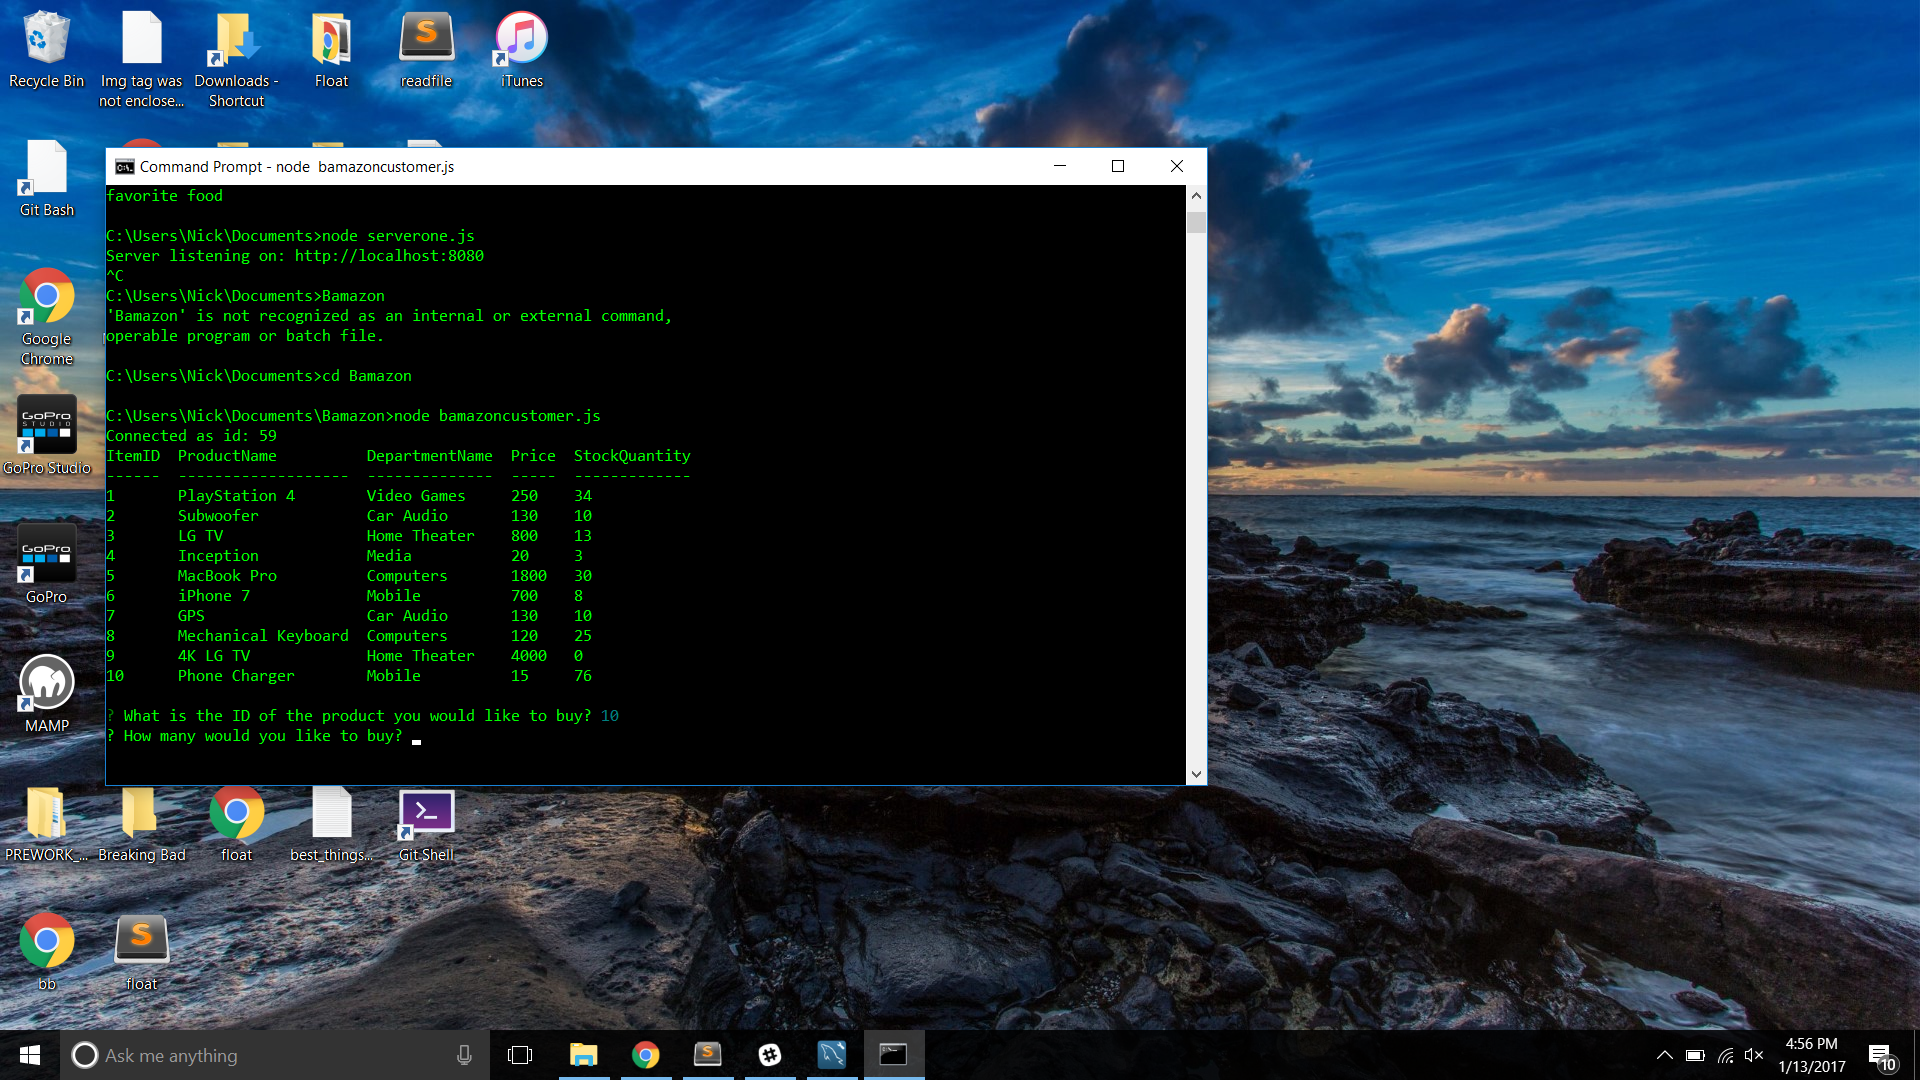 Recycle Bin
Img tag was
not enclose...
Downloads -
Shortcut
Float
readfile
iTunes
Git Bash
Google
Chrome
GoPro
STUDIO
GoPro Studio
GoPro
GoPro
MAMP
Command Prompt - node  bamazoncustomer.js
favorite food
C:\Users\Nick\Documents>node serverone.js
Server listening on: http://localhost:8080
^C
C:\Users\Nick\Documents>Bamazon
'Bamazon' is not recognized as an internal or external command,
operable program or batch file.
C:\Users\Nick\Documents>cd Bamazon
C:\Users\Nick\Documents\Bamazon>node bamazoncustomer.js
Connected as id: 59
ItemID  ProductName          DepartmentName  Price  StockQuantity
------  -------------------  --------------  -----  -------------
1       PlayStation 4        Video Games     250    34
2       Subwoofer            Car Audio       130    10
3       LG TV                Home Theater    800    13
4       Inception            Media           20     3
5       MacBook Pro          Computers       1800   30
6       iPhone 7             Mobile          700    8
7       GPS                  Car Audio       130    10
8       Mechanical Keyboard  Computers       120    25
9       4K LG TV             Home Theater    4000   0
10      Phone Charger        Mobile          15     76
? What is the ID of the product you would like to buy? 10
? How many would you like to buy?
PREWORK_...
Breaking Bad
float
best_things...
Git Shell
bb
float
Ask me anything
4:56 PM
1/13/2017
10